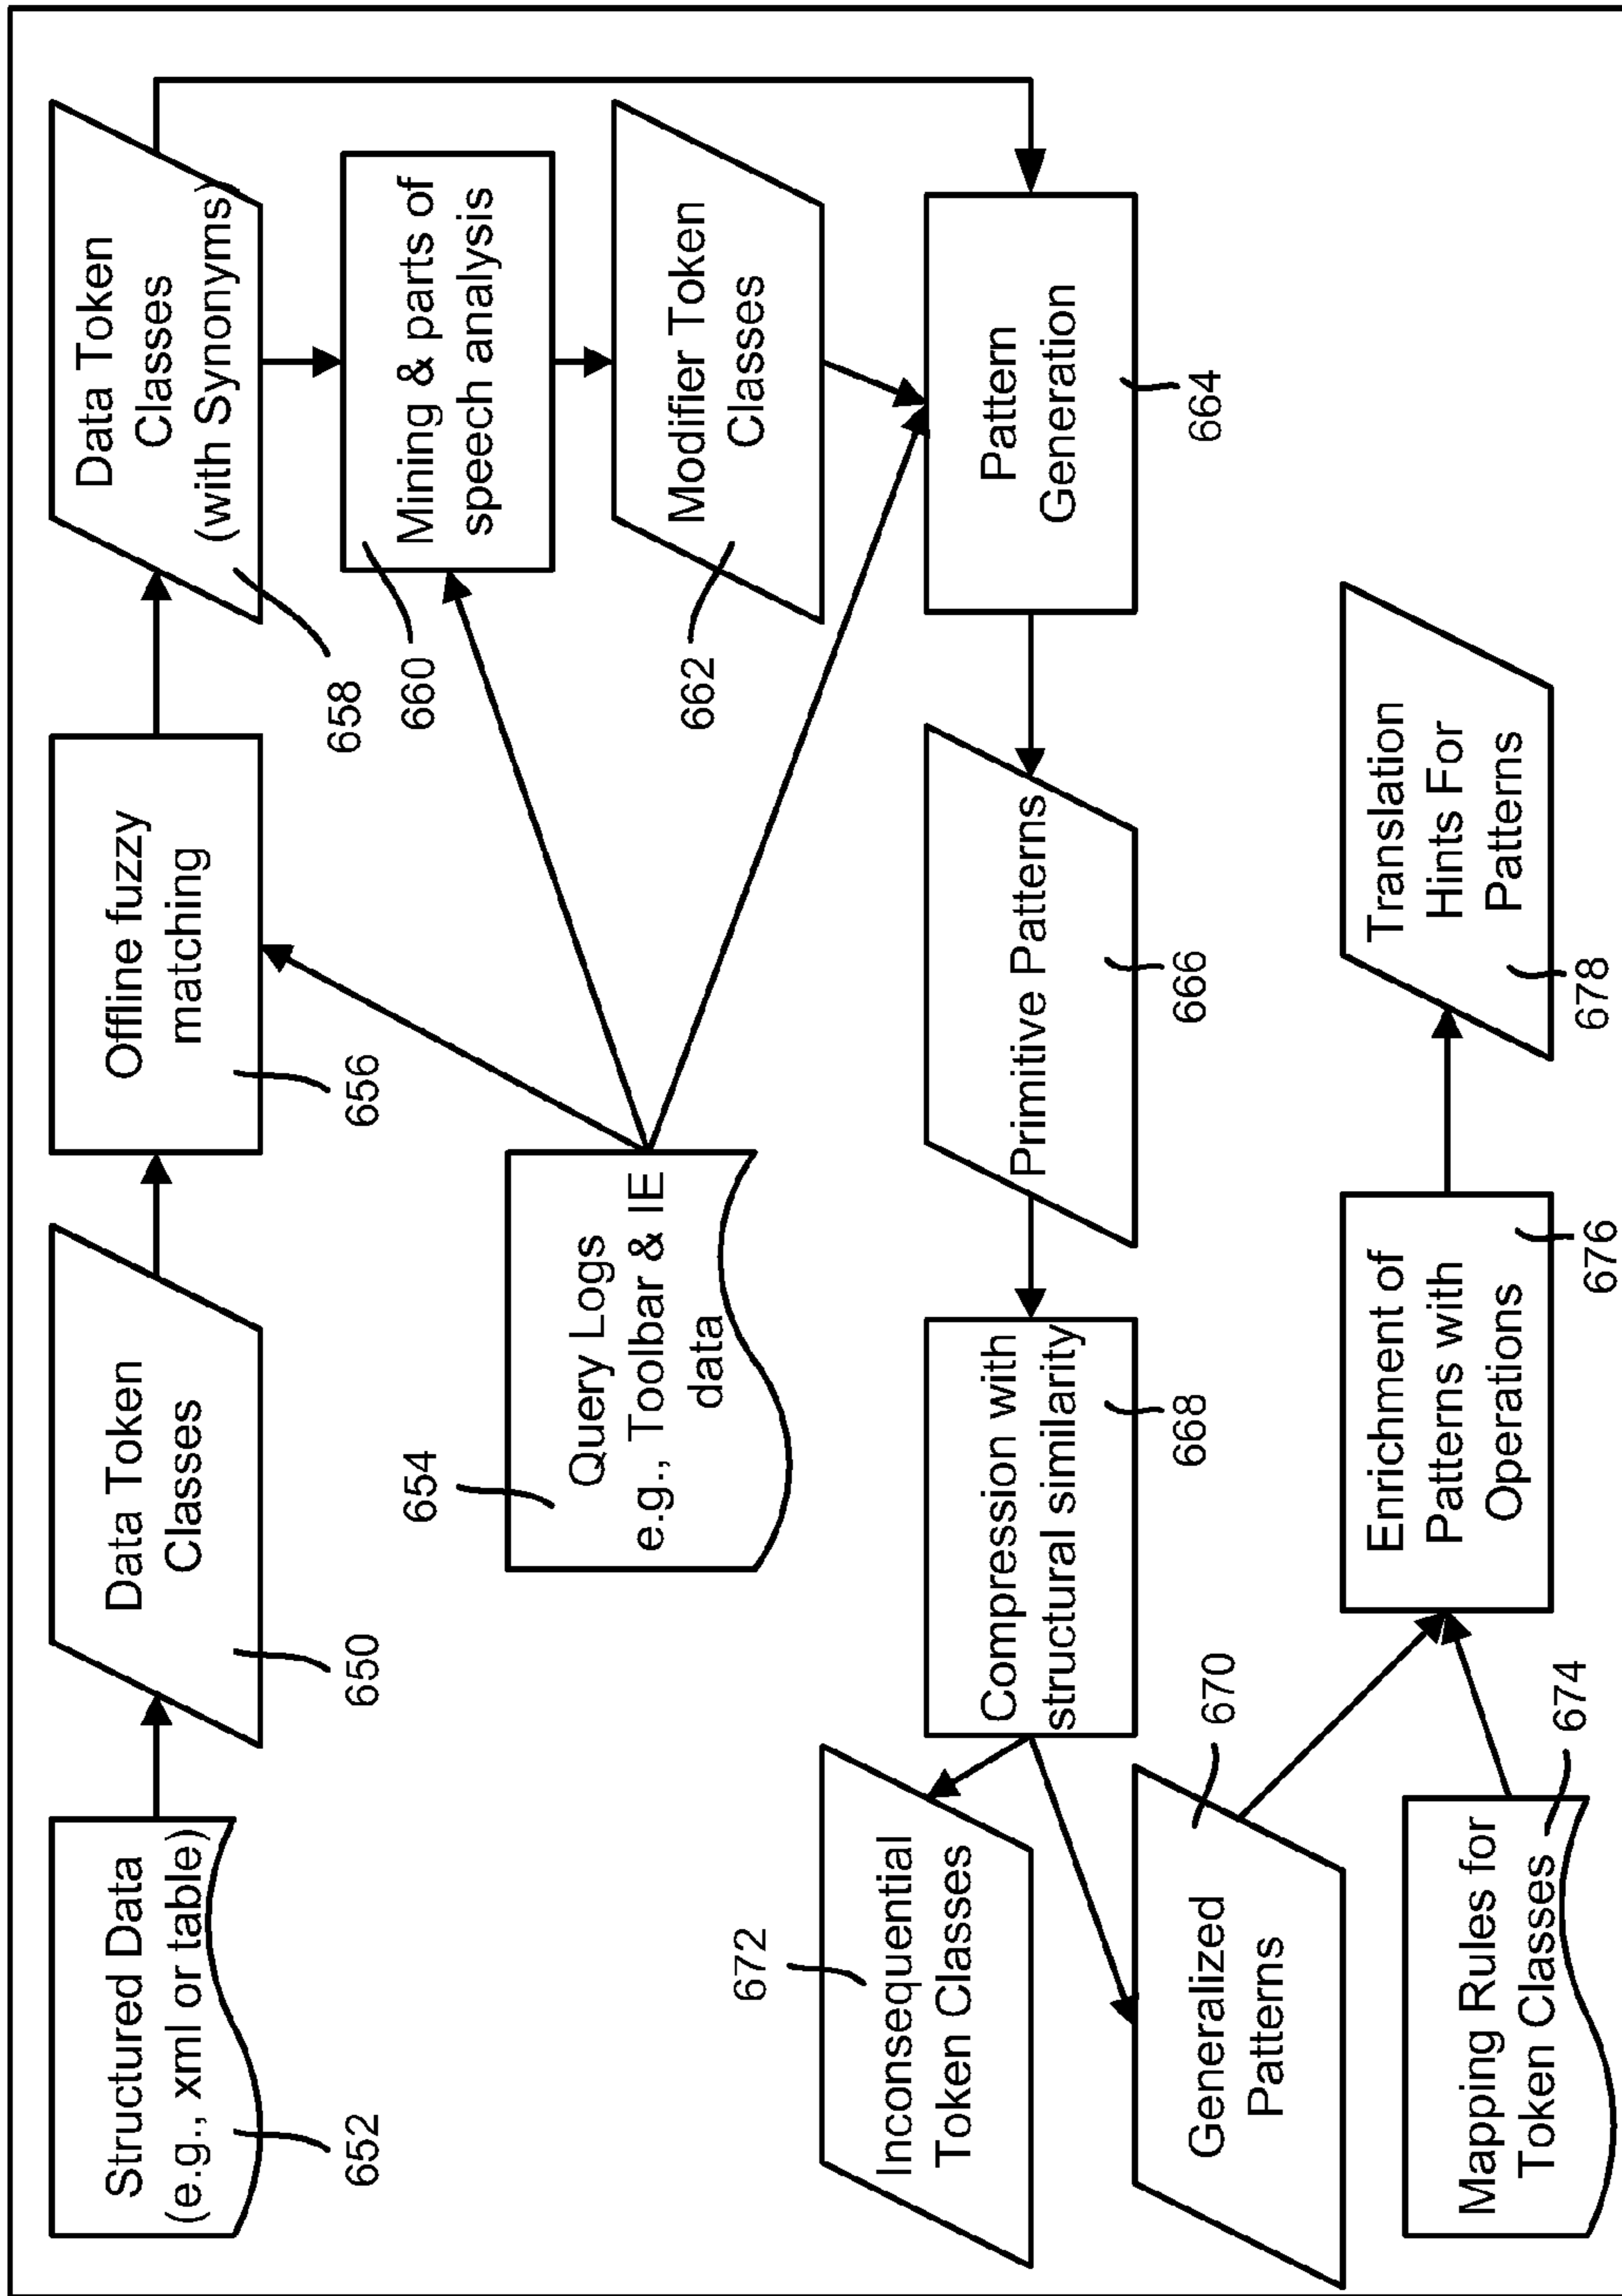 Structured Data
(e.g., xml or table)
652
Data Token
Classes
650
Offline fuzzy
matching
656
Data Token
Classes
(with Synonyms)
658
654
Query Logs
e.g., Toolbar & IE
data
660
Mining & parts of
speech analysis
662
Modifier Token
Classes
672
Inconsequential
Token Classes
Compression with
structural similarity
668
Primitive Patterns
666
Pattern
Generation
664
Generalized
Patterns
670
Mapping Rules for
Token Classes
674
Enrichment of
Patterns with
Operations
676
Translation
Hints For
Patterns
678